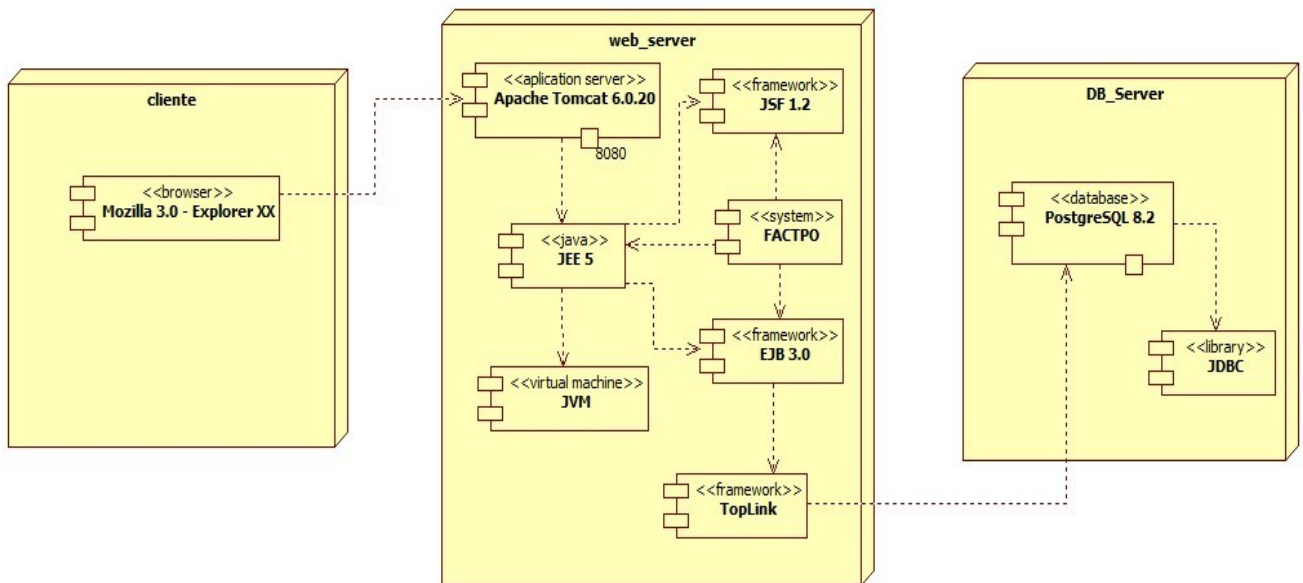 cliente
<<browser>>
Mozilla 3.0 - Explorer XX
web_server
<<aplication server>>
Apache Tomcat 6.0.20
8080
<<framework>>
JSF 1.2
<<java>>
JEE 5
<<system>>
FACTPO
<<framework>>
EJB 3.0
<<virtual machine>>
JVM
<<framework>>
TopLink
DB_Server
<<database>>
PostgreSQL 8.2
<<library>>
JDBC